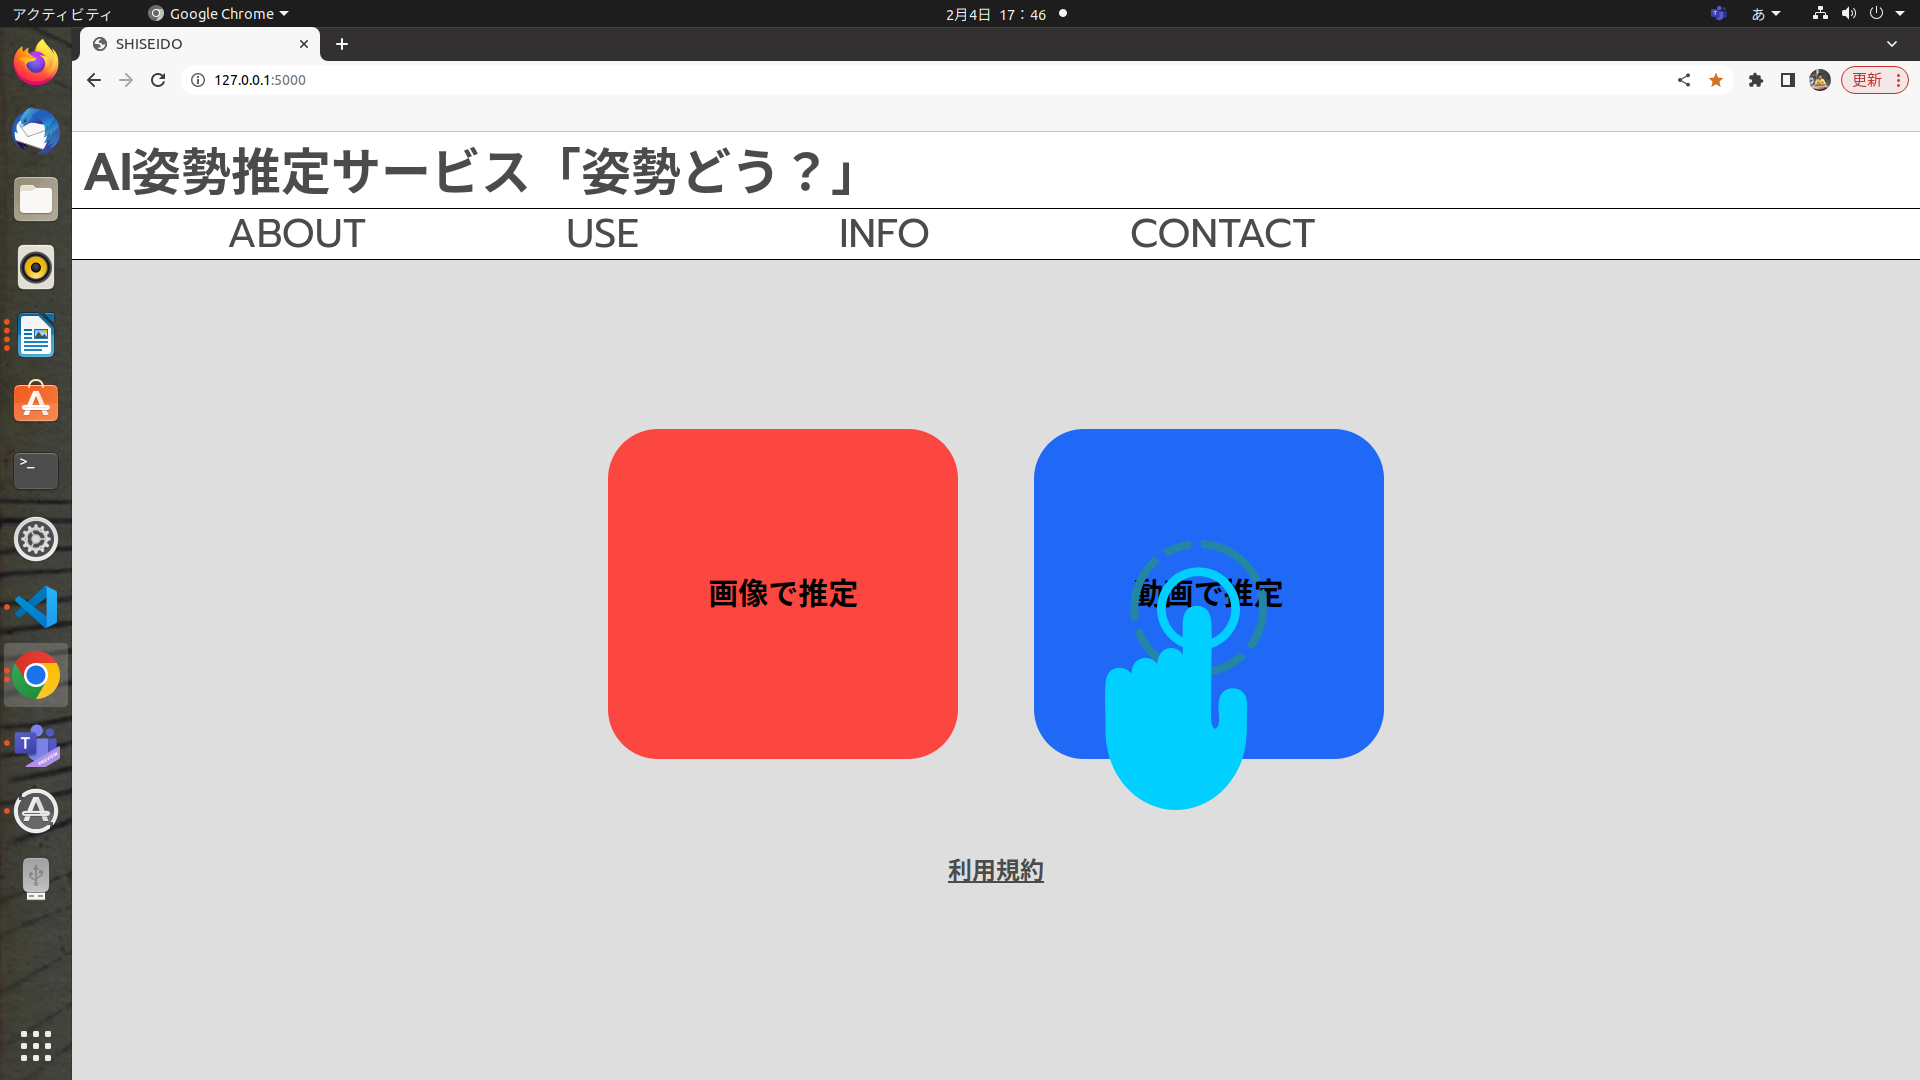 アクティビティ Google Chrome 2月4日 17：46 あ
SHISEIDO
127.0.0.1:5000 更新
AI姿勢推定サービス「姿勢どう？」
ABOUT USE INFO CONTACT
画像で推定 動画で推定
利用規約